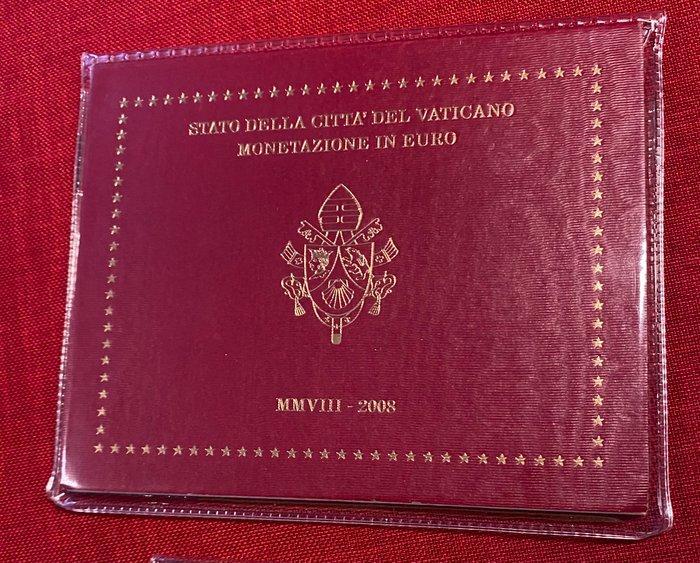 STATO DELLA CITTA' DEL VATICANO
MONETAZIONE IN EURO
MMVIII - 2008